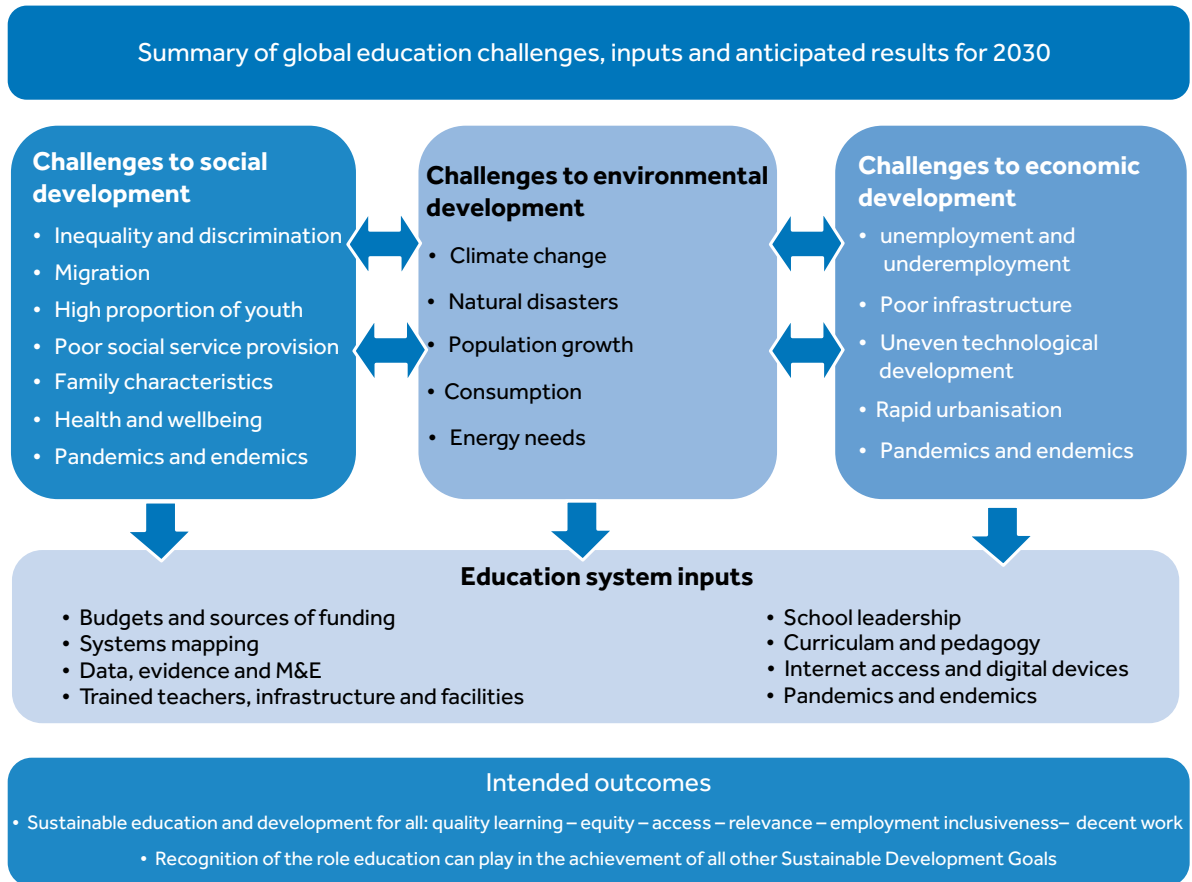 Summary of global education challenges, inputs and anticipated results for 2030
Challenges to social
development
• Inequality and discrimination
• Migration
• High proportion of youth
• Poor social service provision
• Family characteristics
• Health and wellbeing
• Pandemics and endemics
Challenges to environmental
development
• Climate change
• Natural disasters
• Population growth
• Consumption
• Energy needs
Challenges to economic
development
• unemployment and
underemployment
• Poor infrastructure
• Uneven technological
development
• Rapid urbanisation
• Pandemics and endemics
Education system inputs
• Budgets and sources of funding
• Systems mapping
• Data, evidence and M&E
• Trained teachers, infrastructure and facilities
• School leadership
• Curriculam and pedagogy
• Internet access and digital devices
• Pandemics and endemics
Intended outcomes
• Sustainable education and development for all: quality learning – equity – access – relevance – employment inclusiveness– decent work
• Recognition of the role education can play in the achievement of all other Sustainable Development Goals